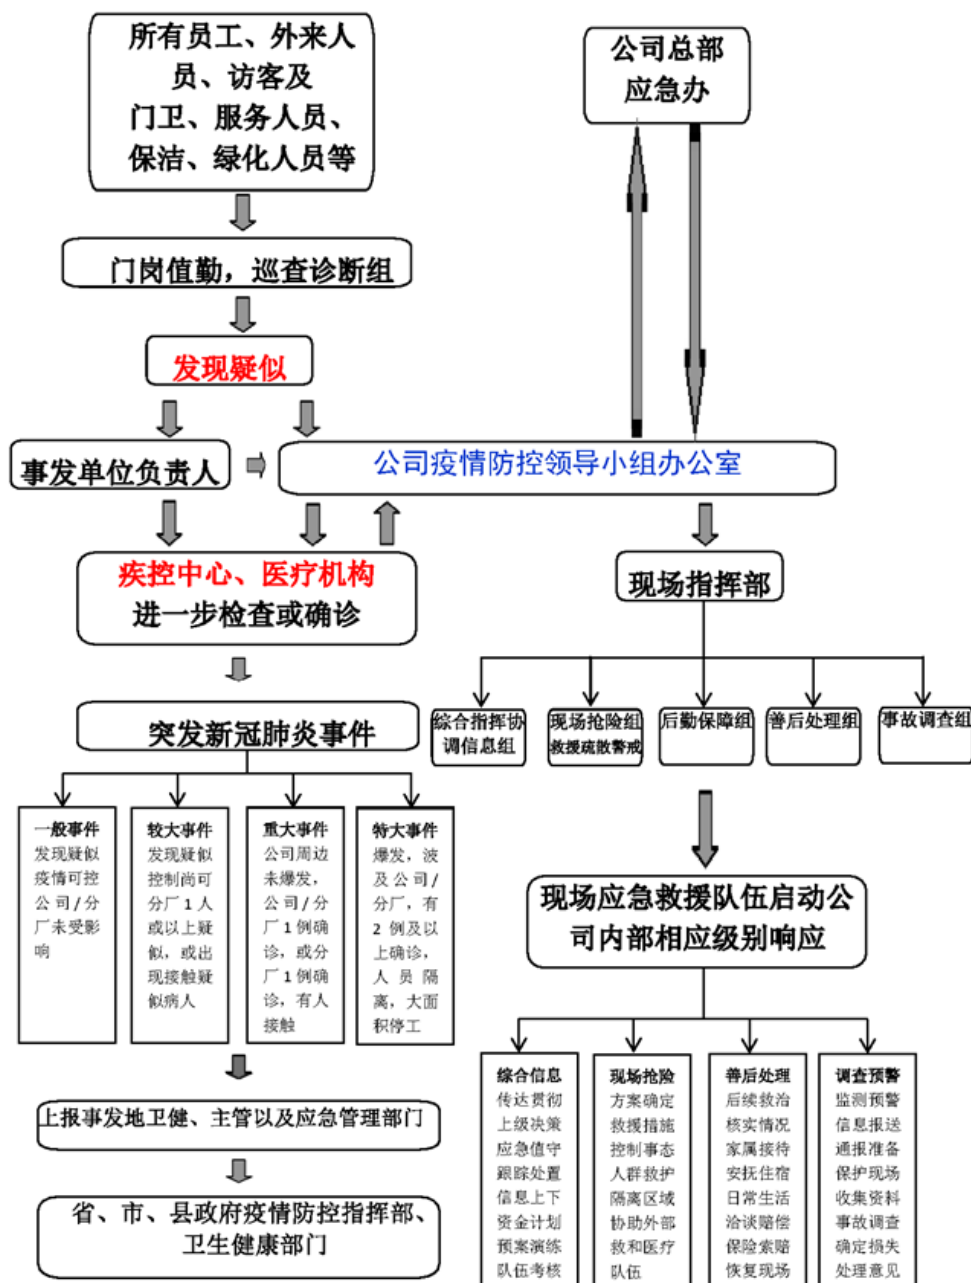 所有员工、外来人
员、访客及
门卫、服务人员、
保洁、绿化人员等
公司总部
应急办
门岗值勤，巡查诊断组
发现疑似
事发单位负责人
公司疫情防控领导小组办公室
疾控中心、医疗机构
进一步检查或确诊
现场指挥部
突发新冠肺炎事件
综合指挥协
调信息组
现场抢险组
救援疏散警戒
后勤保障组
善后处理组
事故调查组
一般事件
发现疑似
疫情可控
公司/分
厂未受影
响
较大事件
发现疑似
控制尚可
分厂1人
或以上疑
似，或出
现接触疑
似病人
重大事件
公司周边
未爆发，
公司/分
厂1例确
诊，或分
厂1例确
诊，有人
接触
特大事件
爆发，波
及公司/
分厂，有
2例及以
上确诊，
人员隔
离，大面
积停工
现场应急救援队伍启动公
司内部相应级别响应
上报事发地卫健、主管以及应急管理部门
省、市、县政府疫情防控指挥部、
卫生健康部门
综合信息
传达贯彻
上级决策
应急值守
跟踪处置
信息上下
资金计划
预案演练
队伍考核
现场抢险
方案确定
救援措施
控制事态
人群救护
隔离区域
协助外部
救和医疗
队伍
善后处理
后续救治
核实情况
家属接待
安抚住宿
日常生活
洽谈赔偿
保险索赔
恢复现场
调查预警
监测预警
信息报送
通报准备
保护现场
收集资料
事故调查
确定损失
处理意见